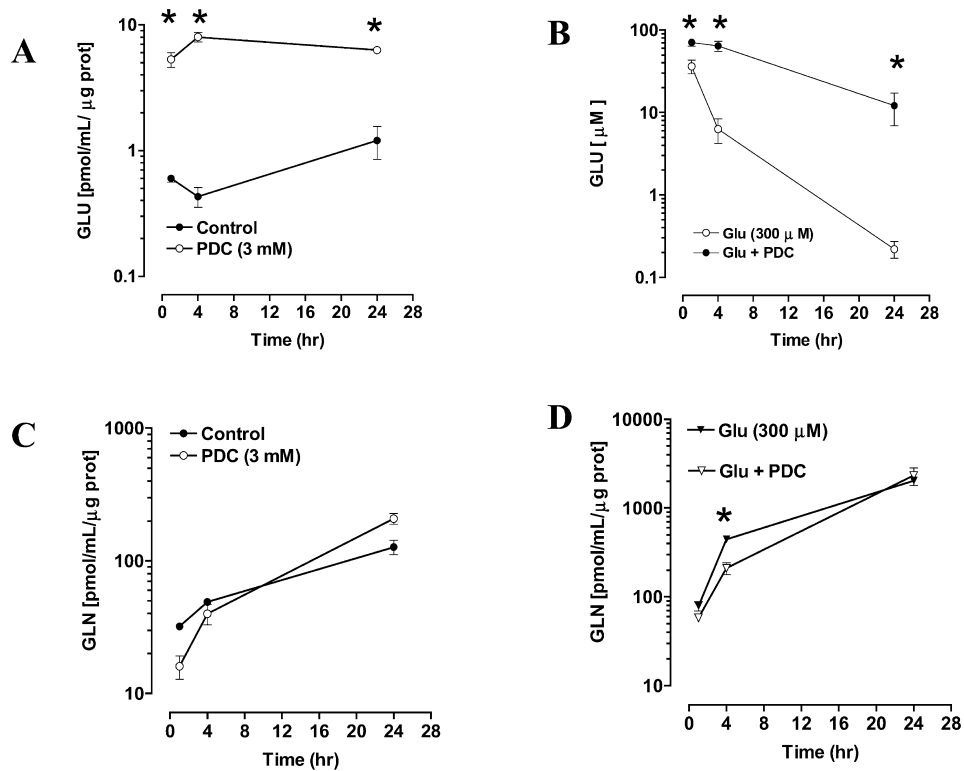 A
* * *
GLU [pmol/mL/ μg prot]
10
1
0.1
Control
PDC (3 mM)
0 4 8 12 16 20 24 28
Time (hr)
B
* * *
GLU [ μM ]
100
10
1
0.1
Glu (300 μ M)
Glu + PDC
0 4 8 12 16 20 24 28
Time (hr)
C
GLN [pmol/mL/μg prot]
1000
100
10
Control
PDC (3 mM)
0 4 8 12 16 20 24 28
Time (hr)
D
*
GLN [pmol/mL/μg prot]
10000
1000
100
10
Glu (300 μM)
Glu + PDC
0 4 8 12 16 20 24 28
Time (hr)